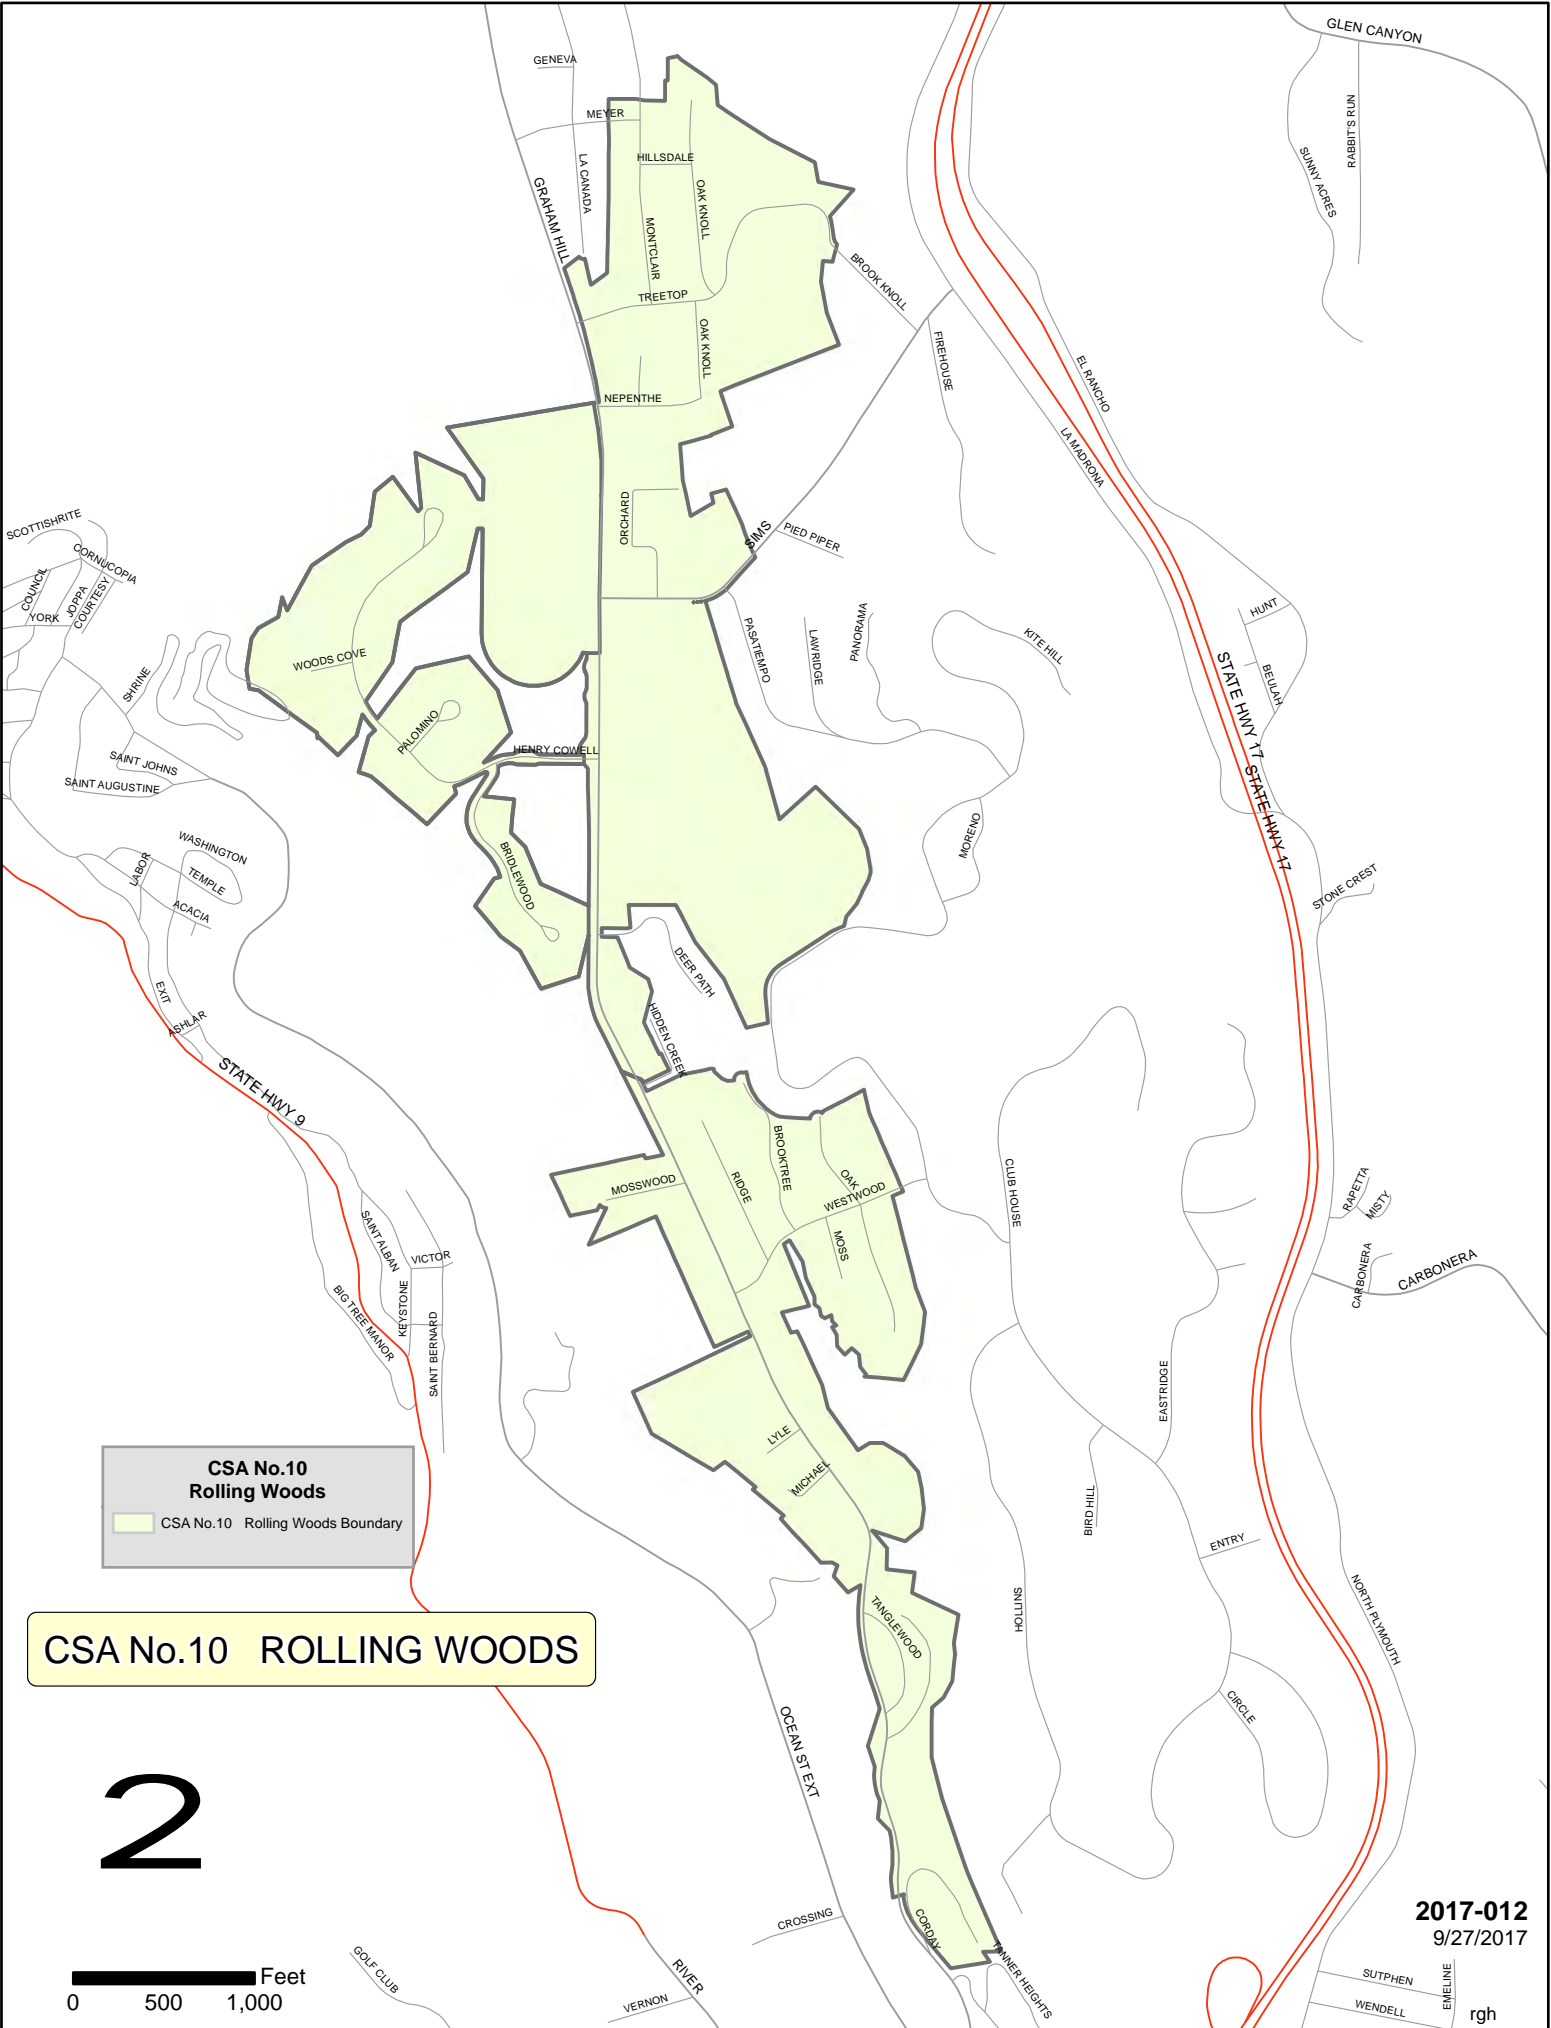 GLEN CANYON
GENEVA
MEYER
RABBIT'S RUN
SUNNY ACRES
HILLSDALE
LA CANADA
GRAHAM HILL
OAK KNOLL
MONTCLAIR
BROOK KNOLL
TREETOP
OAK KNOLL
FIREHOUSE
EL RANCHO
NEPENTHE
LA MADRONA
ORCHARD
SIMS
PIED PIPER
SCOTTISHRITE
CORNUCOPIA
COUNCIL
JOPPA
COURTESY
YORK
HUNT
PASATIEMPO
LAWRIDGE
PANORAMA
KITE HILL
WOODS COVE
SHRINE
BEULAH
STATE HWY 17
STATE HWY 17
PALOMINO
HENRY COWELL
SAINT JOHNS
SAINT AUGUSTINE
MORENO
WASHINGTON
LABOR
TEMPLE
ACACIA
BRIDLEWOOD
STONE CREST
DEER PATH
EXIT
ASHLAR
HIDDEN CREEK
STATE HWY 9
BROOKTREE
RIDGE
OAK
WESTWOOD
MOSSWOOD
MOSS
CLUB HOUSE
RAPETTA
MISTY
SAINT ALBAN
VICTOR
CARBONERA
CARBONERA
KEYSTONE
BIG TREE MANOR
SAINT BERNARD
EASTRIDGE
LYLE
MICHAEL
BIRD HILL
CSA No.10
Rolling Woods
CSA No.10 Rolling Woods Boundary
ENTRY
HOLLINS
NORTH PLYMOUTH
TANGLEWOOD
CSA No.10 ROLLING WOODS
CIRCLE
OCEAN ST EXT
2
2017-012
9/27/2017
CROSSING
CORDAY
TANNER HEIGHTS
GOLF CLUB
RIVER
VERNON
Feet
0 500 1,000
SUTPHEN
WENDELL
EMELINE
rgh